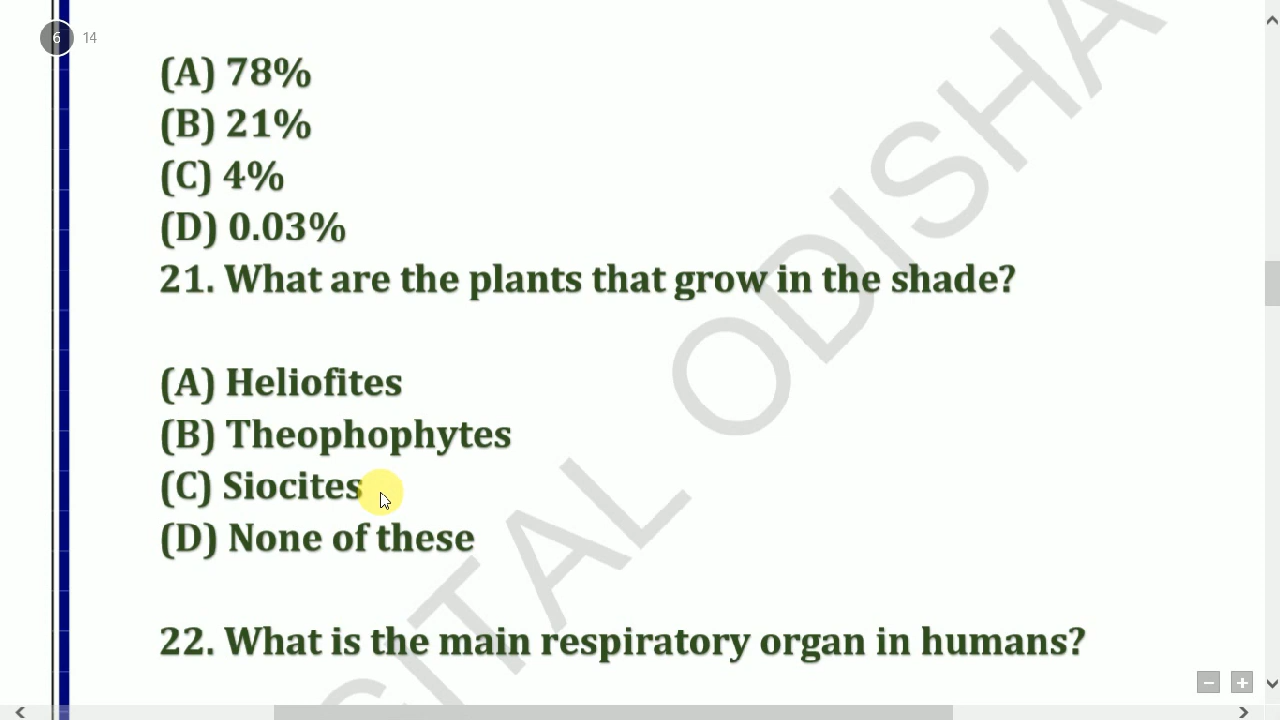 6 14
(A) 78%
(B) 21%
(C) 4%
(D) 0.03%
21. What are the plants that grow in the shade?
(A) Heliofites
(B) Theophophytes
(C) Siocites
(D) None of these
22. What is the main respiratory organ in humans?
ITAL ODISHA